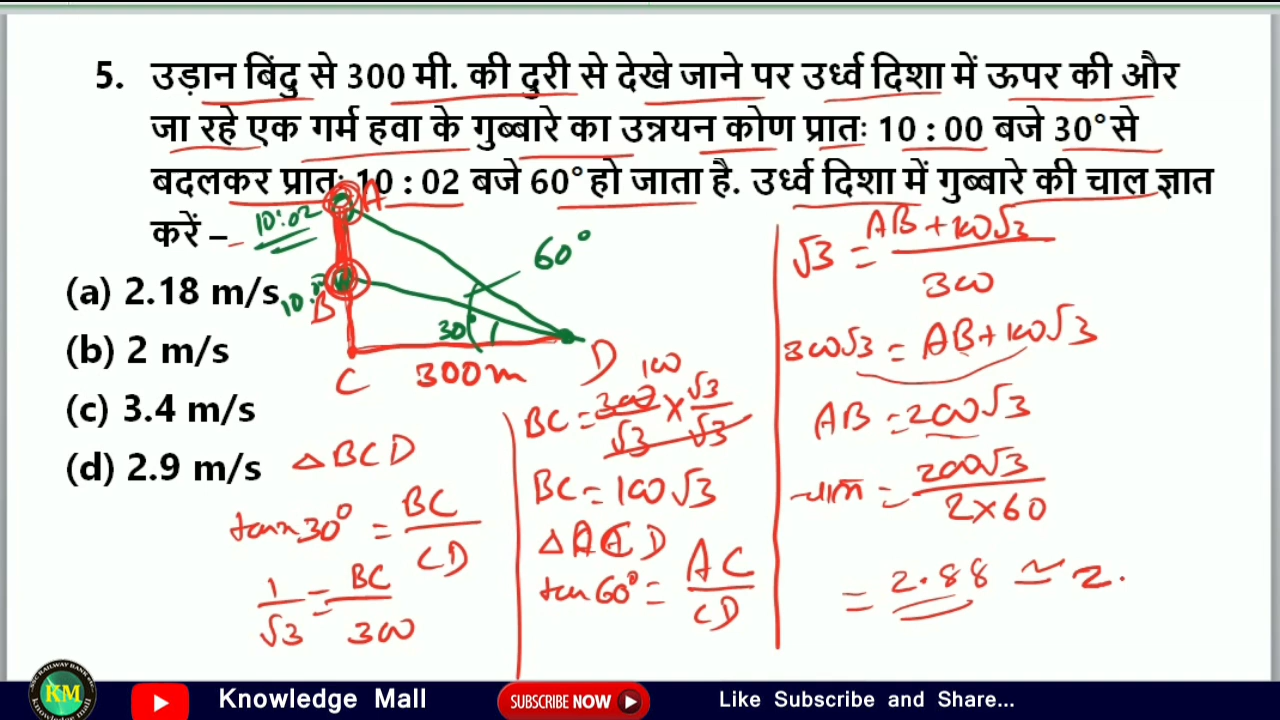 5. उड़ान बिंदु से 300 मी. की दुरी से देखे जाने पर उर्ध्व दिशा में ऊपर की और
जा रहे एक गर्म हवा के गुब्बारे का उन्नयन कोण प्रातः 10 : 00 बजे 30° से
बदलकर प्रातः 10 : 02 बजे 60° हो जाता है. उर्ध्व दिशा में गुब्बारे की चाल ज्ञात
करें –
(a) 2.18 m/s
(b) 2 m/s
(c) 3.4 m/s
(d) 2.9 m/s
A
10:02
B
60°
30°
C
300m
D
△BCD
tan30° = BC/CD
1/√3 = BC/300
100
BC = 300/√3 × √3/√3
BC = 100√3
△ACD
tan60° = AC/CD
√3 = AB+100√3/300
300√3 = AB+100√3
AB = 200√3
= 200√3/2×60
= 2.88 ≃ 2.
KM
Knowledge Mall
SUBSCRIBE NOW
Like Subscribe and Share...